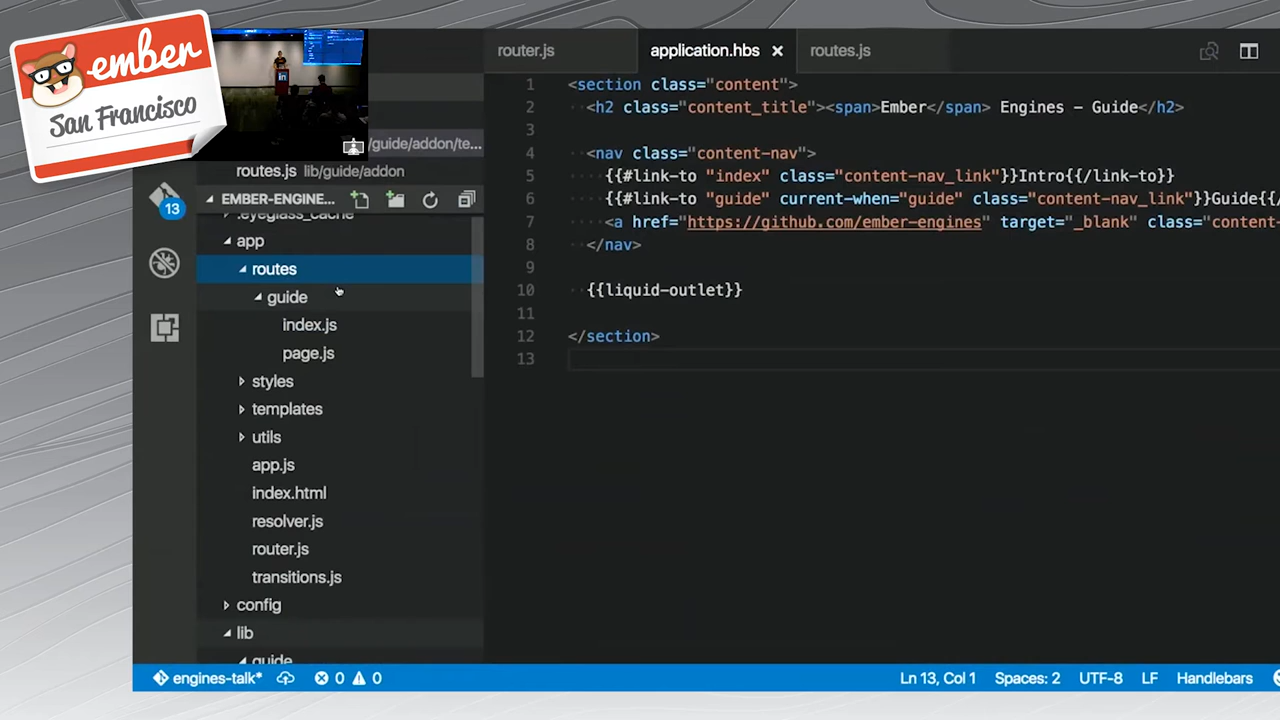 ember
San Francisco
in
router.js
application.hbs ×
routes.js
/guide/addon/te...
routes.js lib/guide/addon
EMBER-ENGINE...
.eyeglass_cache
app
routes
guide
index.js
page.js
styles
templates
utils
app.js
index.html
resolver.js
router.js
transitions.js
config
lib
guide
13
1 <section class="content">
2 <h2 class="content_title"><span>Ember</span> Engines – Guide</h2>
3
4 <nav class="content-nav">
5 {{#link-to "index" class="content-nav_link"}}Intro{{/link-to}}
6 {{#link-to "guide" current-when="guide" class="content-nav_link"}}Guide{{/
7 <a href="https://github.com/ember-engines" target="_blank" class="content-
8 </nav>
9
10 {{liquid-outlet}}
11
12 </section>
13
engines-talk* 0 0 Ln 13, Col 1 Spaces: 2 UTF-8 LF Handlebars